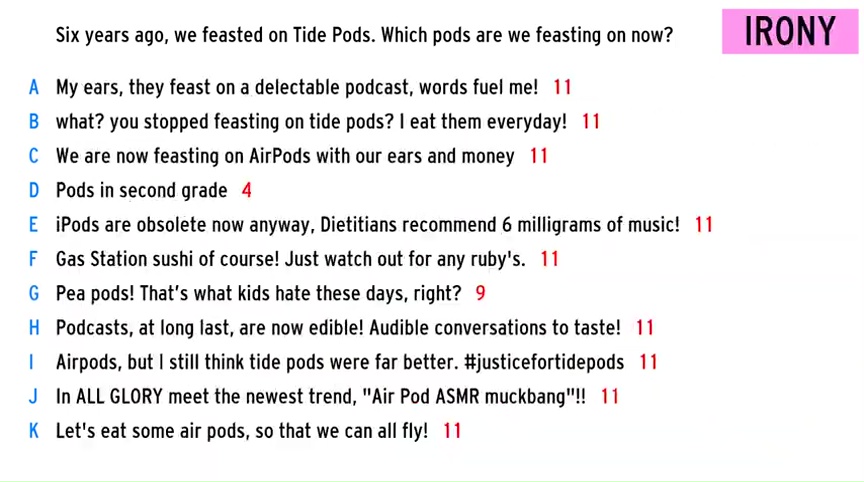 Six years ago, we feasted on Tide Pods. Which pods are we feasting on now?
IRONY
A My ears, they feast on a delectable podcast, words fuel me! 11
B what? you stopped feasting on tide pods? I eat them everyday! 11
C We are now feasting on AirPods with our ears and money 11
D Pods in second grade 4
E iPods are obsolete now anyway, Dietitians recommend 6 milligrams of music! 11
F Gas Station sushi of course! Just watch out for any ruby's. 11
G Pea pods! That's what kids hate these days, right? 9
H Podcasts, at long last, are now edible! Audible conversations to taste! 11
I Airpods, but I still think tide pods were far better. #justicefortidepods 11
J In ALL GLORY meet the newest trend, "Air Pod ASMR muckbang"!! 11
K Let's eat some air pods, so that we can all fly! 11